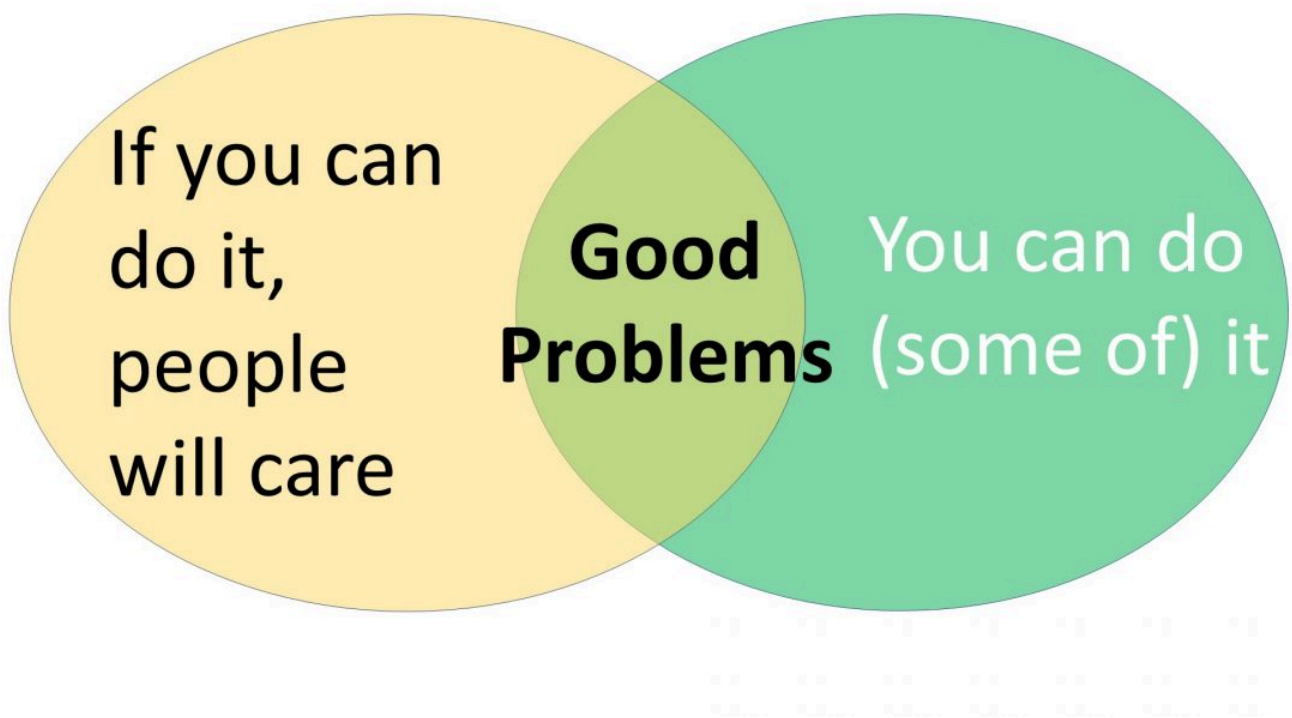 If you can
do it,
people
will care
Good
Problems
You can do
(some of) it